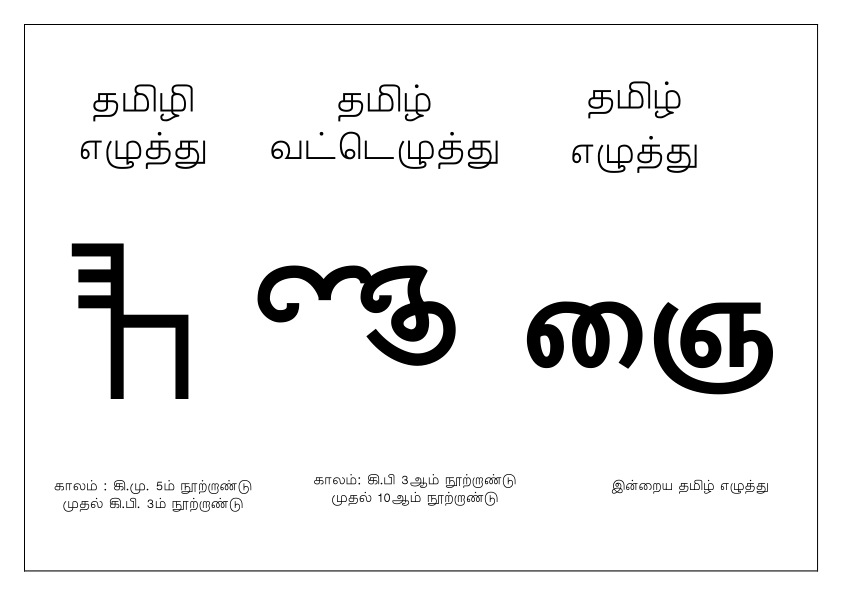 தமிழி
எழுத்து
தமிழ்
வட்டெழுத்து
தமிழ்
எழுத்து
𑀜𑁃
ஞை
காலம் : கி.மு. 5ம் நூற்றாண்டு
முதல் கி.பி. 3ம் நூற்றாண்டு
காலம்: கி.பி 3ஆம் நூற்றாண்டு
முதல் 10ஆம் நூற்றாண்டு
இன்றைய தமிழ் எழுத்து